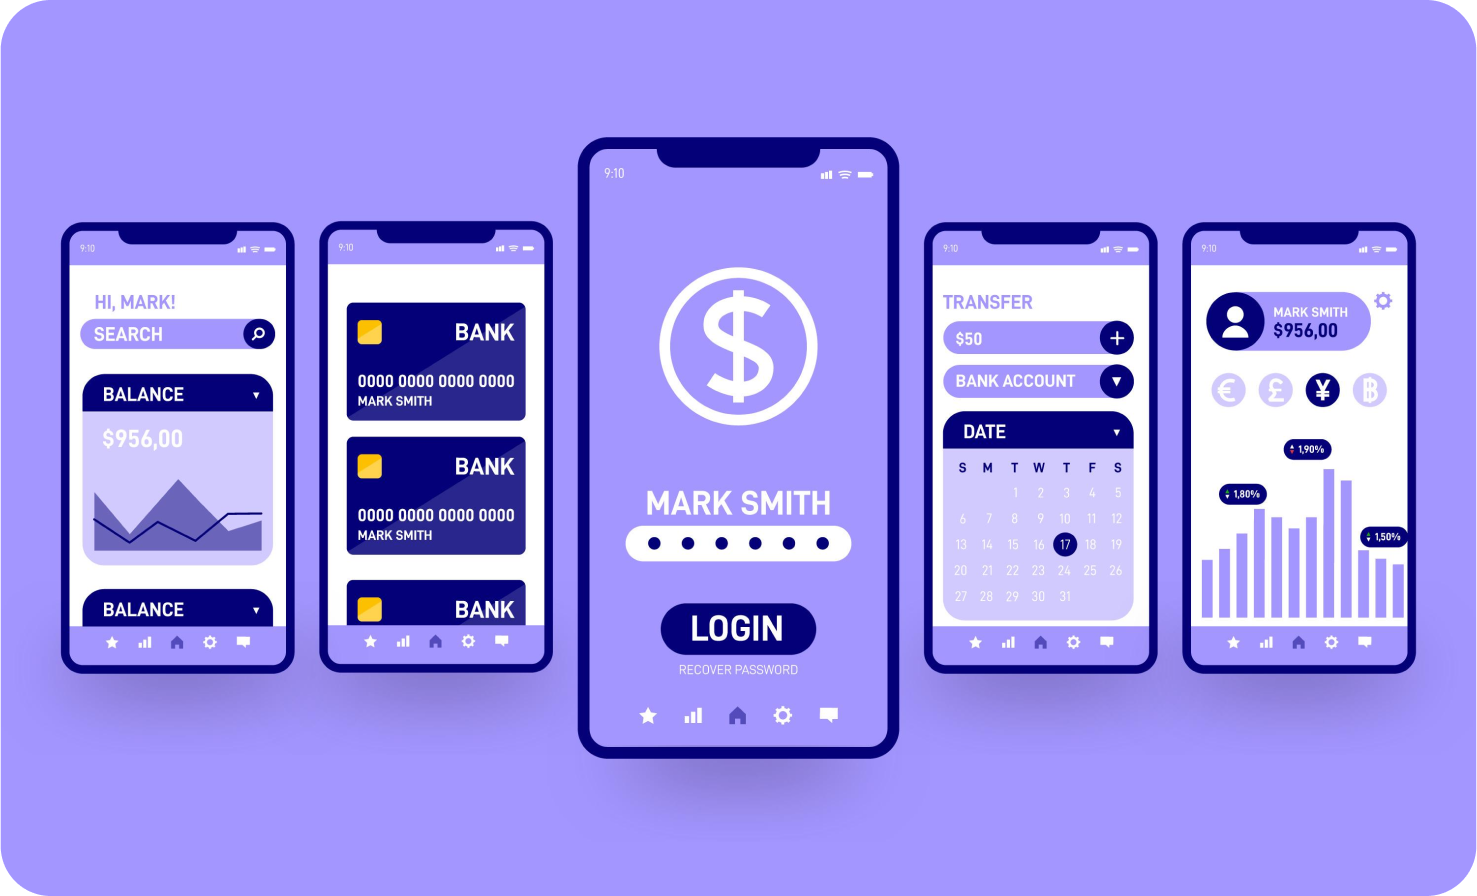 9:10
HI, MARK!
SEARCH
BALANCE
$956,00
BALANCE
9:10
BANK
0000 0000 0000 0000
MARK SMITH
BANK
0000 0000 0000 0000
MARK SMITH
BANK
9:10
$
MARK SMITH
LOGIN
RECOVER PASSWORD
9:10
TRANSFER
$50
BANK ACCOUNT
DATE
S M T W T F S
1 2 3 4 5
6 7 8 9 10 11 12
13 14 15 16 17 18 19
20 21 22 23 24 25 26
27 28 29 30 31
9:10
MARK SMITH
$956,00
€ £ ¥ ฿
1,90%
1,80%
1,50%